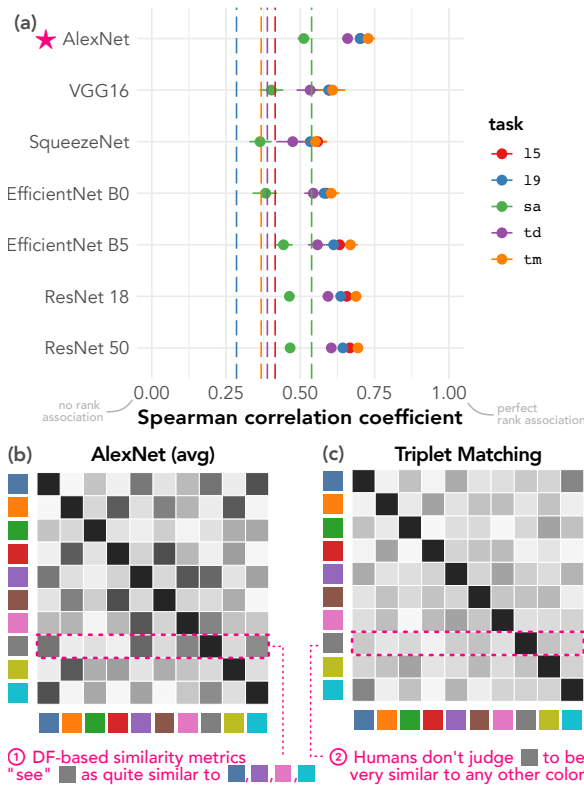 (a)
AlexNet
VGG16
SqueezeNet
EfficientNet B0
EfficientNet B5
ResNet 18
ResNet 50
task
l5
l9
sa
td
tm
0.00 0.25 0.50 0.75 1.00
no rank
association
Spearman correlation coefficient
perfect
rank association
(b) AlexNet (avg)
(c) Triplet Matching
1 DF-based similarity metrics
"see" as quite similar to , , ,
2 Humans don't judge to be
very similar to any other color